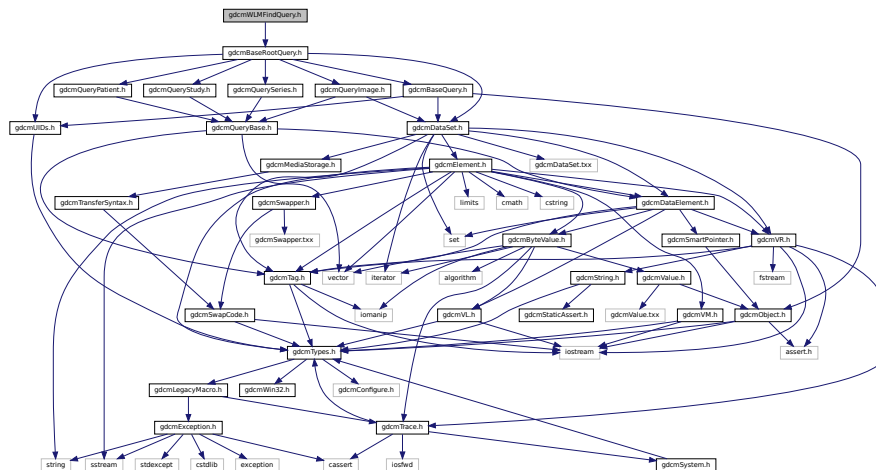 gdcmWLMFindQuery.h
gdcmBaseRootQuery.h
gdcmQueryPatient.h
gdcmQueryStudy.h
gdcmQuerySeries.h
gdcmQueryImage.h
gdcmBaseQuery.h
gdcmUIDs.h
gdcmQueryBase.h
gdcmDataSet.h
gdcmMediaStorage.h
gdcmElement.h
gdcmDataSet.txx
gdcmTransferSyntax.h
gdcmSwapper.h
limits
cmath
cstring
gdcmDataElement.h
gdcmSwapper.txx
set
gdcmByteValue.h
gdcmSmartPointer.h
gdcmVR.h
gdcmTag.h
vector
iterator
algorithm
gdcmString.h
gdcmValue.h
fstream
gdcmSwapCode.h
iomanip
gdcmVL.h
gdcmStaticAssert.h
gdcmValue.txx
gdcmVM.h
gdcmObject.h
gdcmTypes.h
iostream
assert.h
gdcmLegacyMacro.h
gdcmWin32.h
gdcmConfigure.h
gdcmException.h
gdcmTrace.h
string
sstream
stdexcept
cstdlib
exception
cassert
iosfwd
gdcmSystem.h